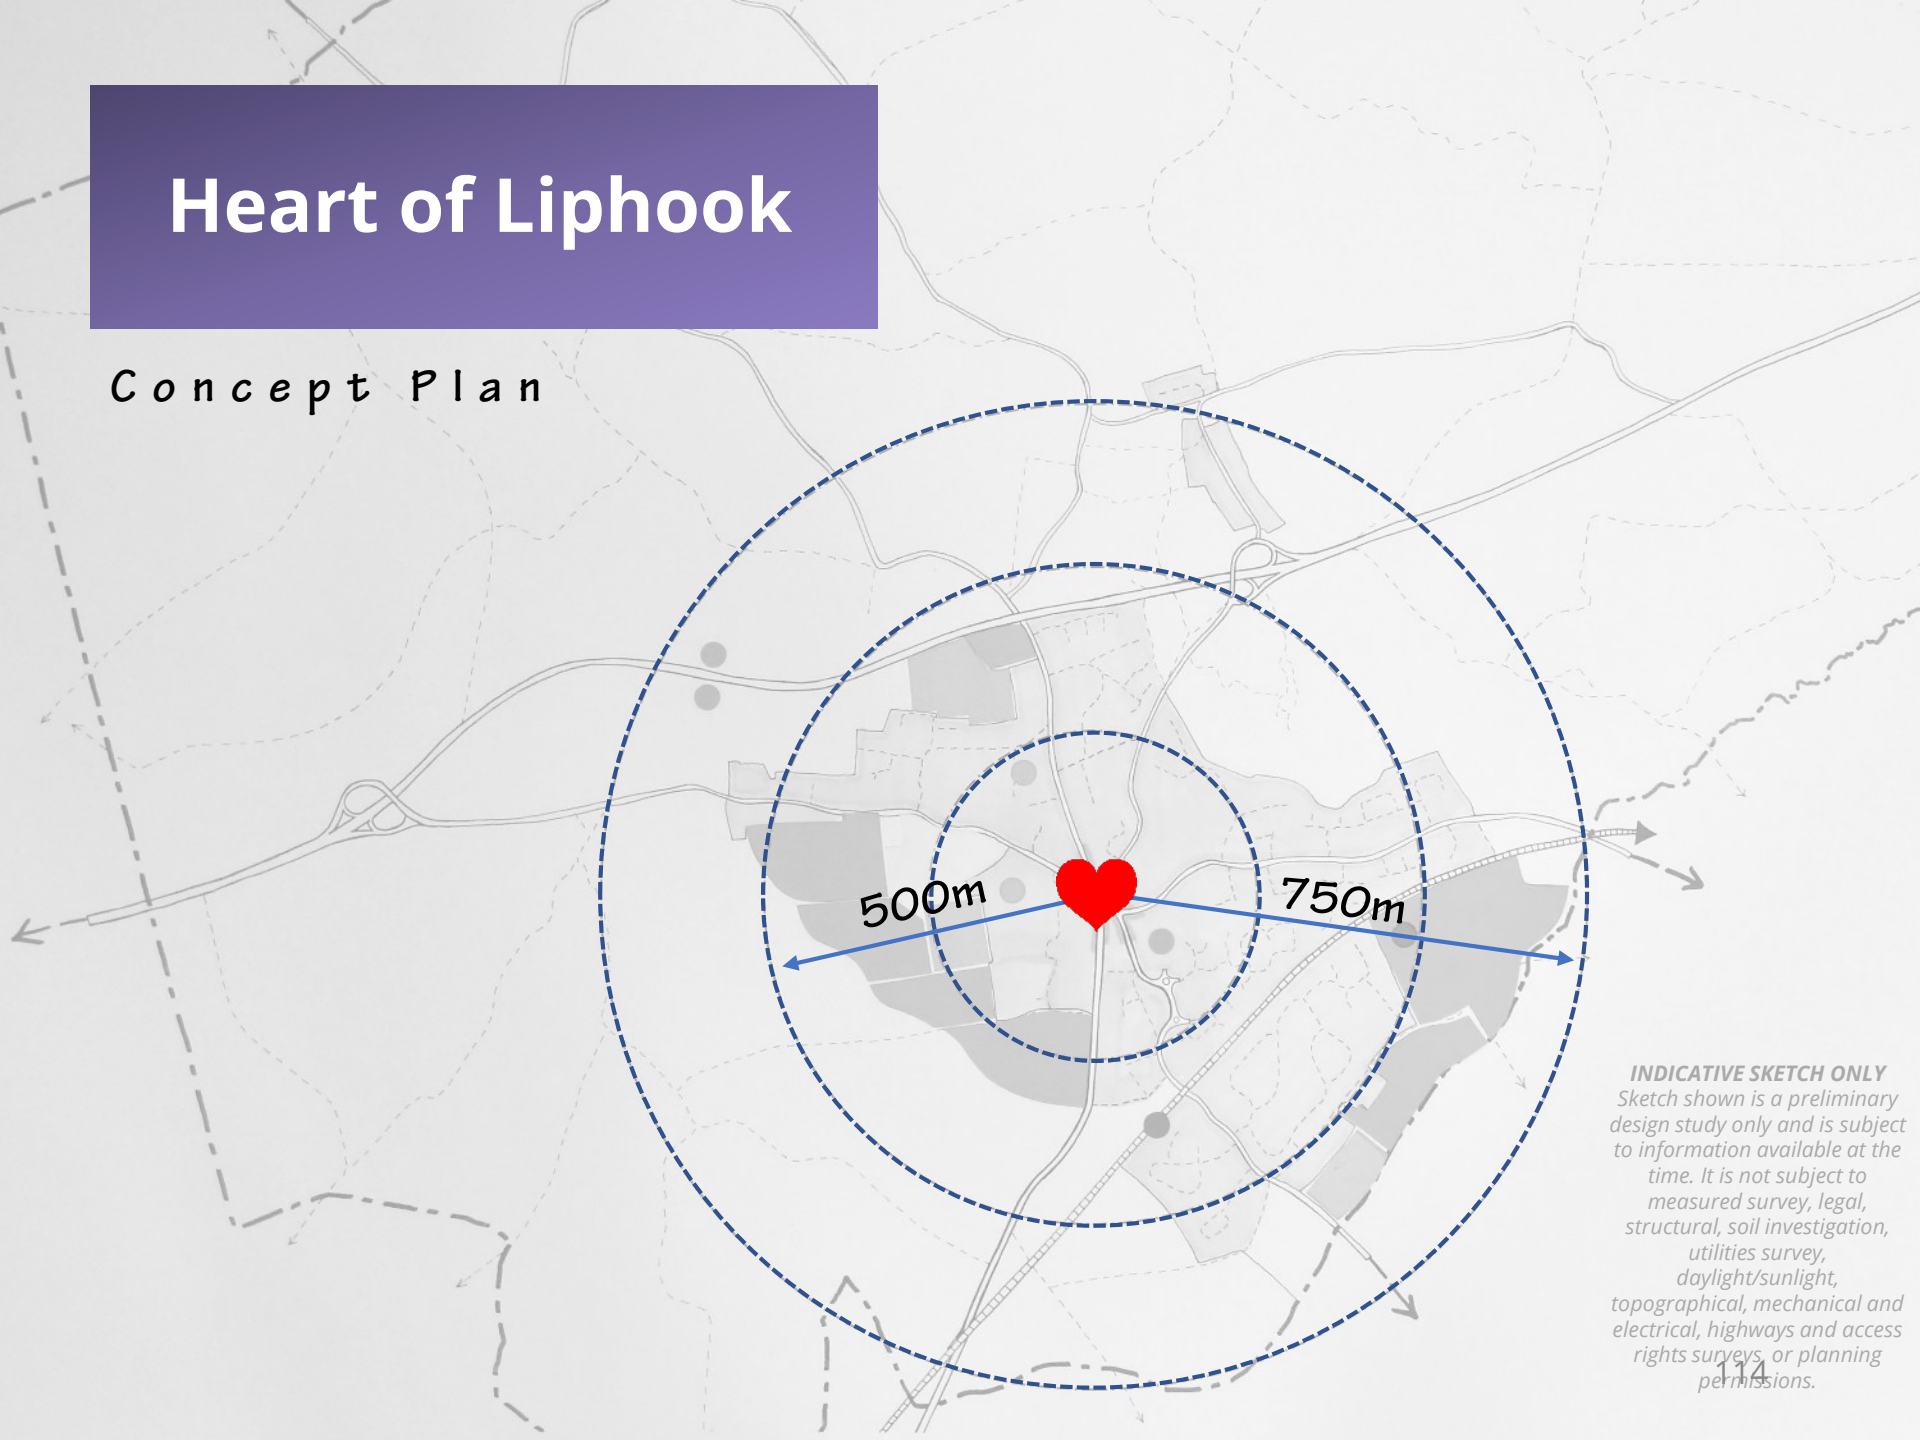 Heart of Liphook
Concept Plan
500m
750m
INDICATIVE SKETCH ONLY
Sketch shown is a preliminary
design study only and is subject
to information available at the
time. It is not subject to
measured survey, legal,
structural, soil investigation,
utilities survey,
daylight/sunlight,
topographical, mechanical and
electrical, highways and access
rights surveys, or planning
permissions.
114